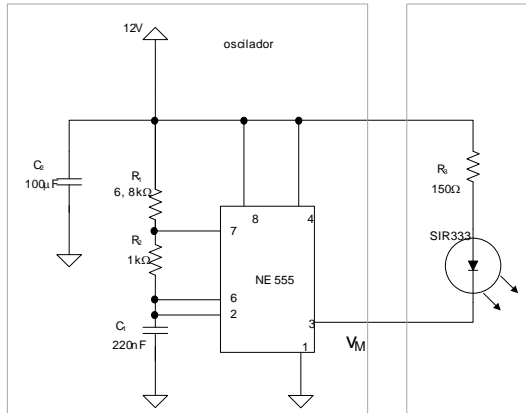 12V
oscilador
C₂
100μF
R₁
6, 8kΩ
R₂
1kΩ
C₁
220nF
7
8
4
6
2
NE 555
3
1
V_M
R₃
150Ω
SIR333